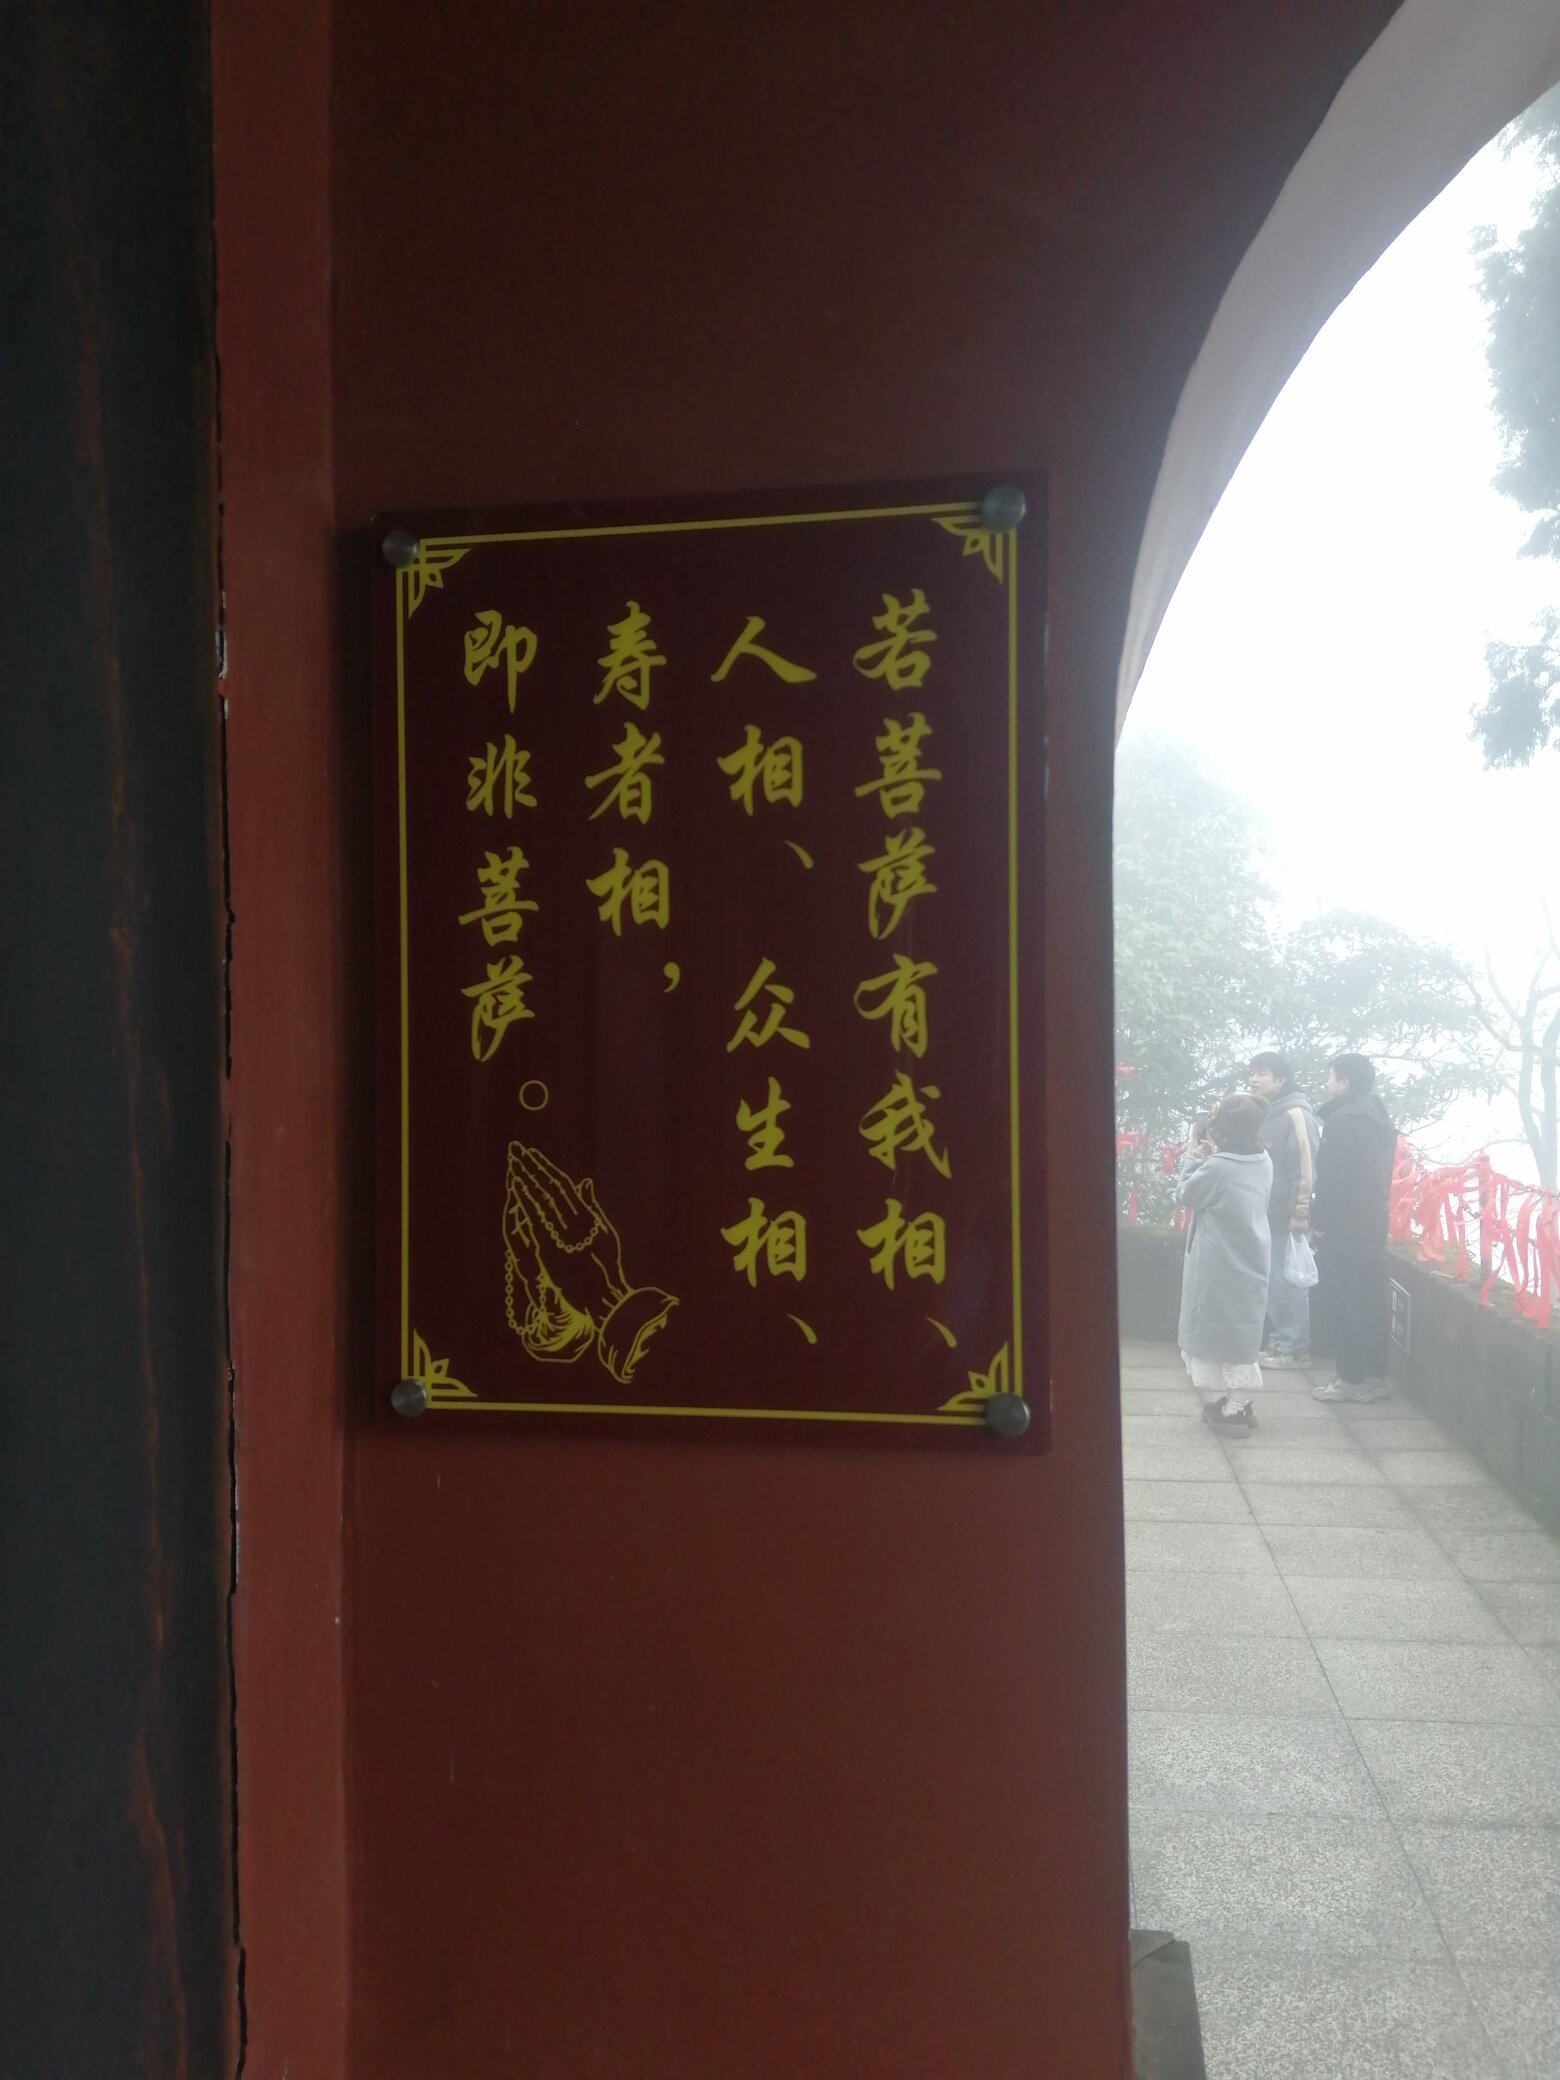 若菩萨有我相、
人相、众生相、
寿者相，
即非菩萨。